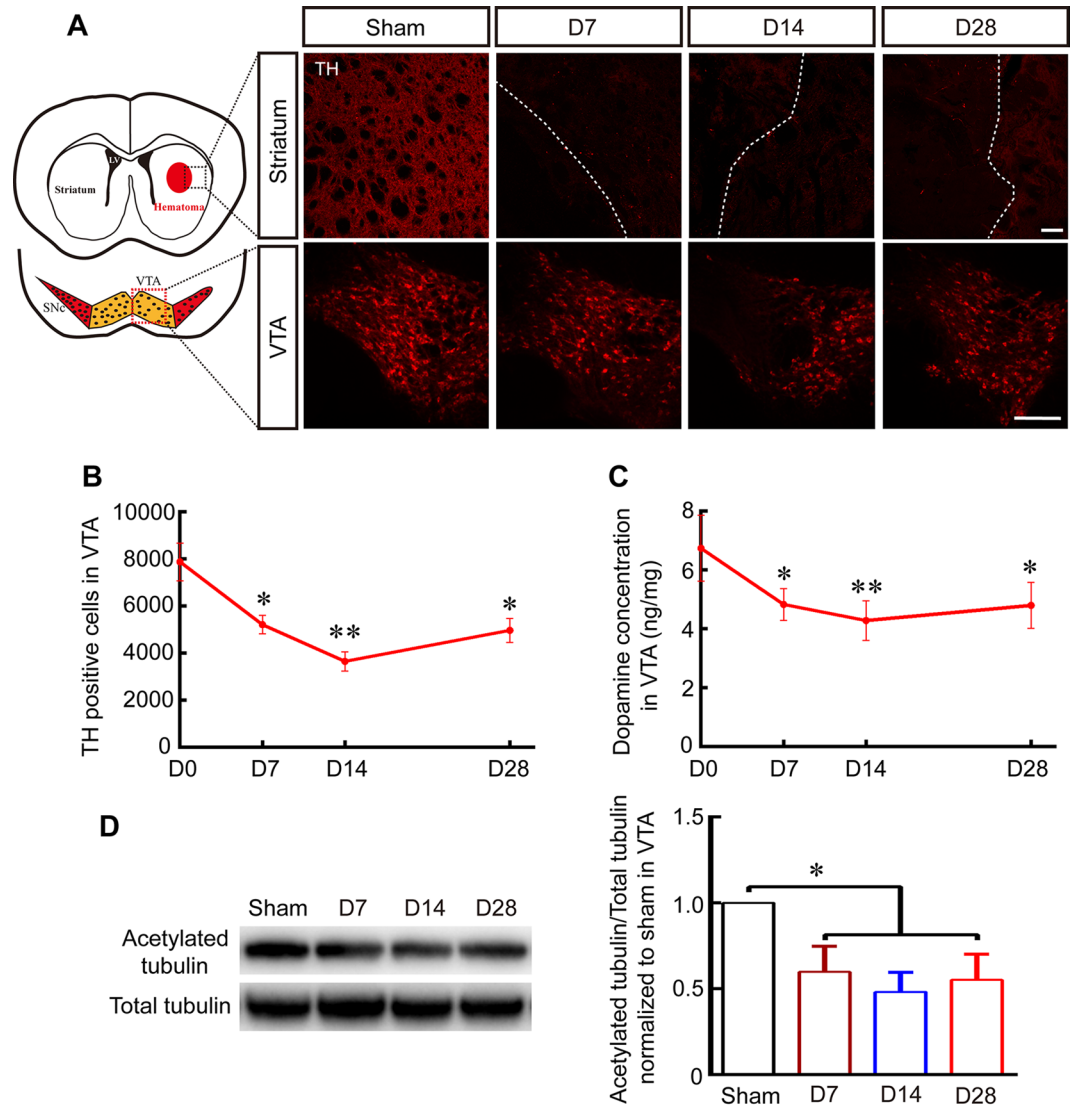 A
Sham
D7
D14
D28
Striatum
TH
LV
Striatum
Hematoma
VTA
VTA
SNc
B
TH positive cells in VTA
10000
8000
6000
4000
2000
0
*
**
*
D0
D7
D14
D28
C
Dopamine concentration
in VTA (ng/mg)
8
6
4
2
0
*
**
*
D0
D7
D14
D28
D
Sham
D7
D14
D28
Acetylated
tubulin
Total tubulin
Acetylated tubulin/Total tubulin
normalized to sham in VTA
1.5
1.0
0.5
0
*
Sham
D7
D14
D28